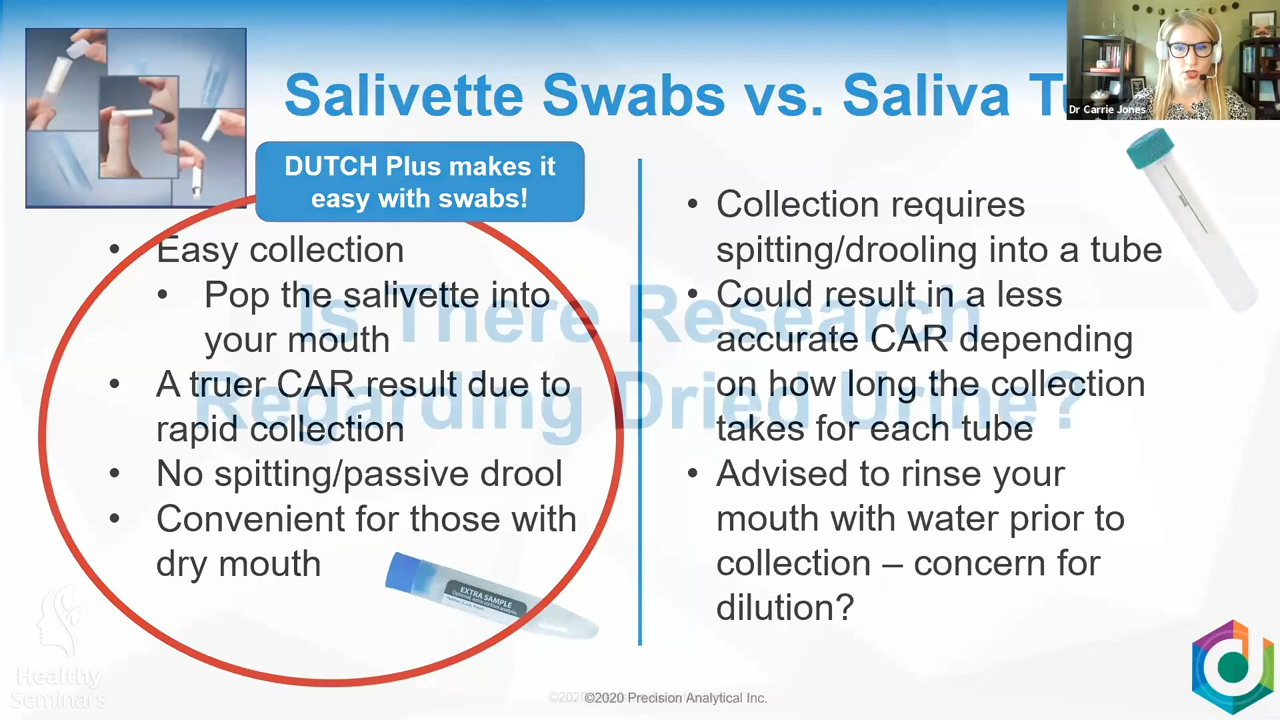 Salivette Swabs vs. Saliva T
Dr Carrie Jones
DUTCH Plus makes it
easy with swabs!
• Easy collection
• Pop the salivette into
your mouth
• A truer CAR result due to
rapid collection
• No spitting/passive drool
• Convenient for those with
dry mouth
EXTRA SAMPLE
• Collection requires
spitting/drooling into a tube
• Could result in a less
accurate CAR depending
on how long the collection
takes for each tube
• Advised to rinse your
mouth with water prior to
collection – concern for
dilution?
Is There Research
Regarding Dried Urine?
Healthy
Seminars
©2020 Precision Analytical Inc.